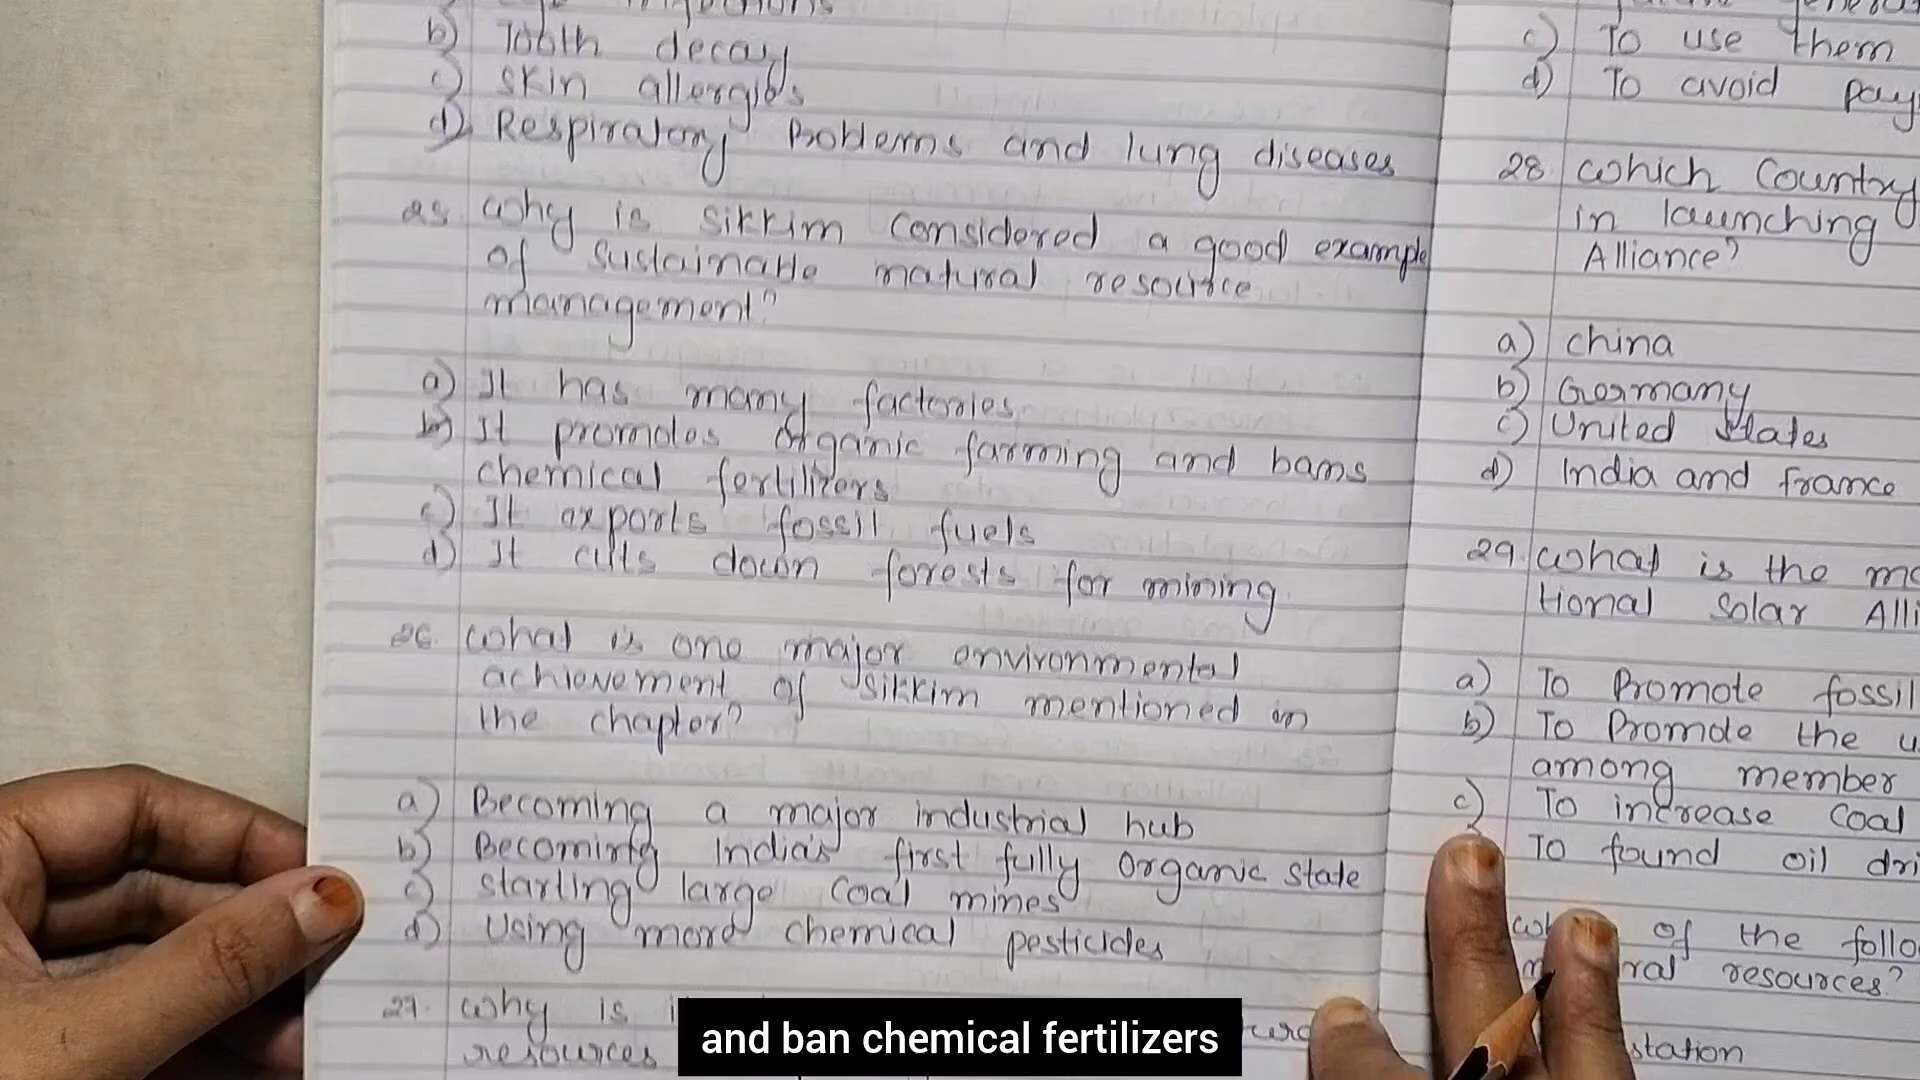 b) Tooth decay
c) skin allergies
d) Respiratory Problems and lung diseases
25 Why is sikkim considered a good example
of sustainable natural resource
management?
a) It has many factories
b) It promotes organic farming and bans
chemical fertilizers
c) It exports fossil fuels
d) It cuts down forests for mining
26. What is one major environmental
achievement of sikkim mentioned in
the chapter?
a) Becoming a major industrial hub
b) Becoming India's first fully organic state
c) starting large coal mines
d) Using more chemical pesticides
27. Why is
resources
c) To use them
d) To avoid pay
28. Which Country
in launching
Alliance?
a) china
b) Germany
c) United States
d) India and france
29. What is the
tional Solar Alli
a) To Promote fossil
b) To Promote the u
among member
c) To increase Coal
To found oil dri
of the follo
ral resources?
station
and ban chemical fertilizers